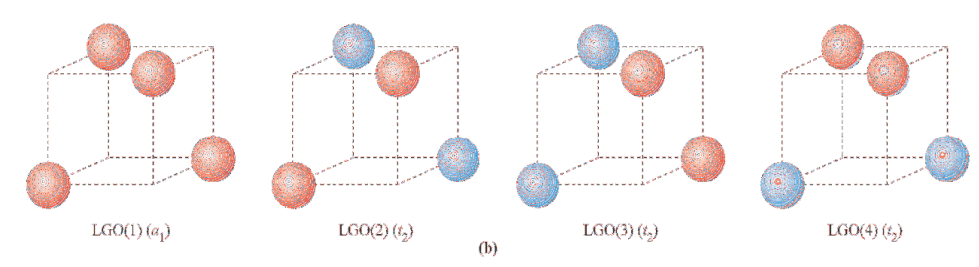 LGO(1) (a₁) LGO(2) (t₂) LGO(3) (t₂) LGO(4) (t₂)
(b)